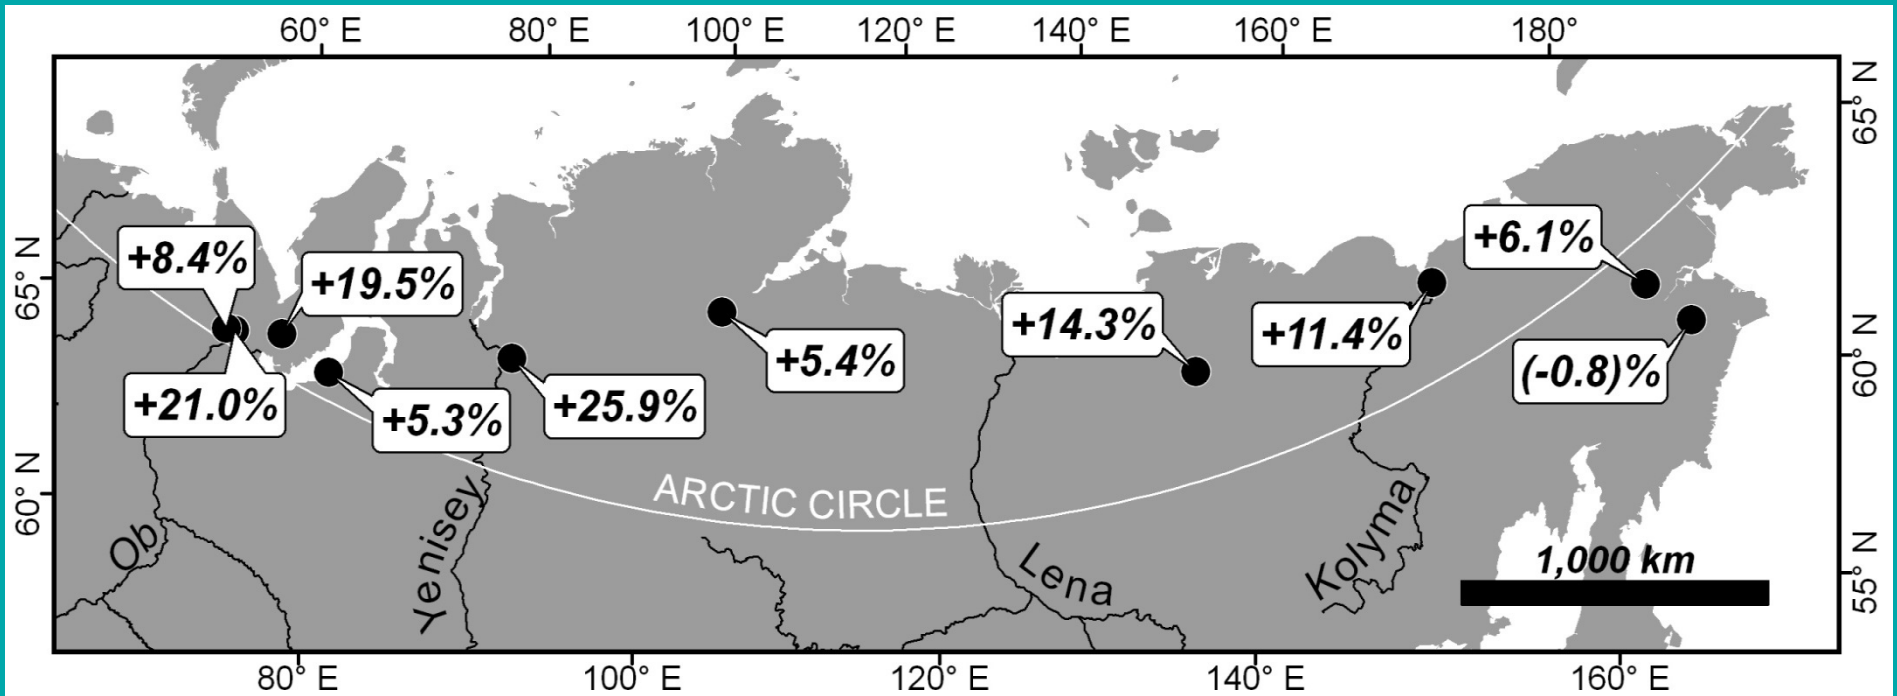 60° E 80° E 100° E 120° E 140° E 160° E 180°
65° N
65° N
60° N
60° N
55° N
+8.4%
+19.5%
+21.0%
+5.3%
+25.9%
+5.4%
+14.3%
+11.4%
+6.1%
(-0.8)%
ARCTIC CIRCLE
Ob
Yenisey
Lena
Kolyma
1,000 km
80° E 100° E 120° E 140° E 160° E